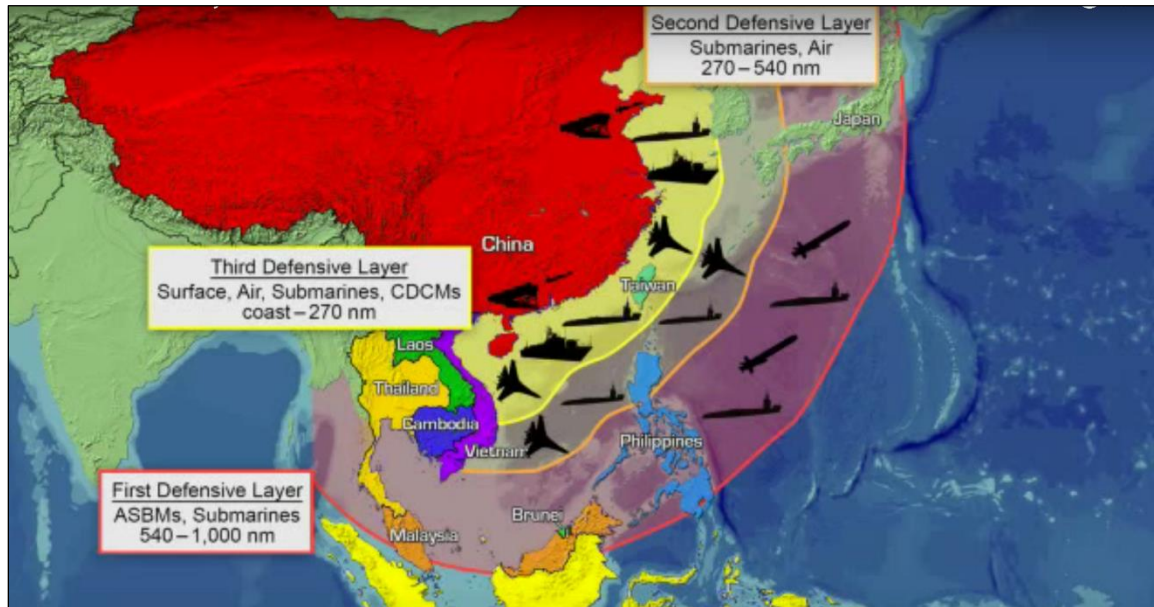 Second Defensive Layer
Submarines, Air
270 – 540 nm
Japan
China
Third Defensive Layer
Surface, Air, Submarines, CDCMs
coast – 270 nm
Taiwan
Laos
Thailand
Cambodia
Vietnam
Philippines
First Defensive Layer
ASBMs, Submarines
540 – 1,000 nm
Brunei
Malaysia